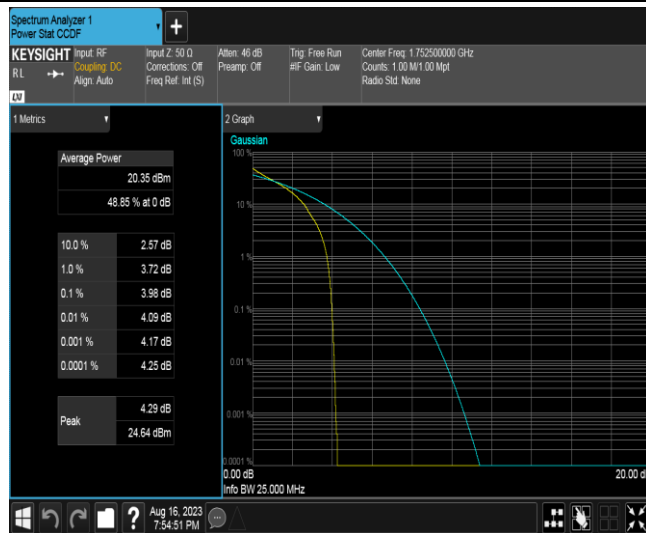 Spectrum Analyzer 1
Power Stat CCDF
+
KEYSIGHT
RL
LXI
Input: RF
Coupling: DC
Align: Auto
Input Z: 50 Ω
Corrections: Off
Freq Ref: Int (S)
Atten: 46 dB
Preamp: Off
Trig: Free Run
#IF Gain: Low
Center Freq: 1.752500000 GHz
Counts: 1.00 M/1.00 Mpt
Radio Std: None
1 Metrics
Average Power
20.35 dBm
48.85 % at 0 dB
10.0 % 2.57 dB
1.0 % 3.72 dB
0.1 % 3.98 dB
0.01 % 4.09 dB
0.001 % 4.17 dB
0.0001 % 4.25 dB
Peak
4.29 dB
24.64 dBm
2 Graph
Gaussian
100 %
10 %
1 %
0.1 %
0.01 %
0.001 %
0.0001 %
0.00 dB
20.00 d
Info BW 25.000 MHz
?
Aug 16, 2023
7:54:51 PM